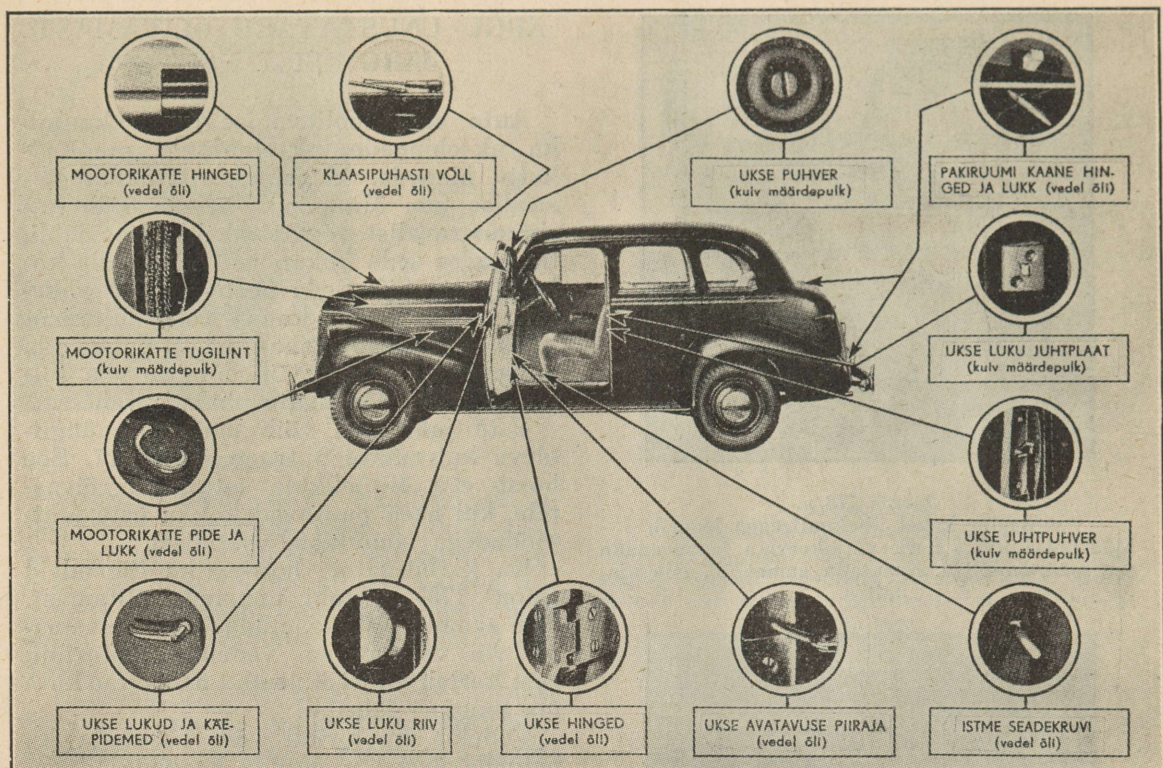 MOOTORIKATTE HINGED
(vedel õli)
KLAASIPUHASTI VÕLL
(vedel õli)
UKSE PUHVER
(kuiv määrdepulk)
PAKIRUUMI KAANE HIN-
GED JA LUKK (vedel õli)
MOOTORIKATTE TUGILINT
(kuiv määrdepulk)
UKSE LUKU JUHTPLAAT
(kuiv määrdepulk)
MOOTORIKATTE PIDE JA
LUKK (vedel õli)
UKSE JUHTPUHVER
(kuiv määrdepulk)
UKSE LUKUD JA KÄE-
PIDEMED (vedel õli)
UKSE LUKU RIIV
(vedel õli)
UKSE HINGED
(vedel õli)
UKSE AVATAVUSE PIIRAJA
(vedel õli)
ISTME SEADEKRUVI
(vedel õli)